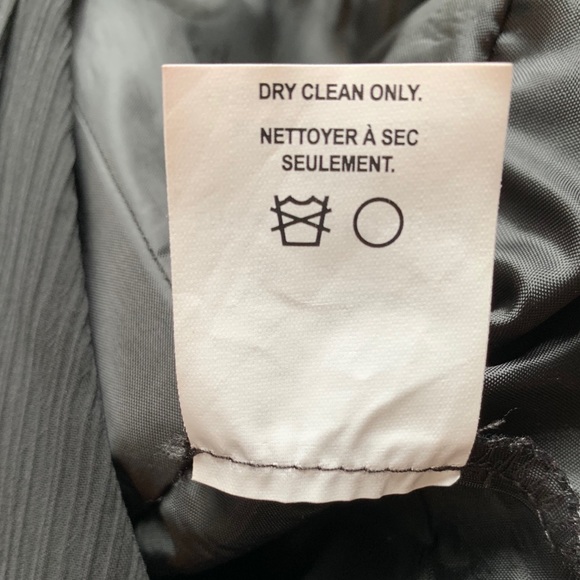 DRY CLEAN ONLY.
NETTOYER À SEC
SEULEMENT.